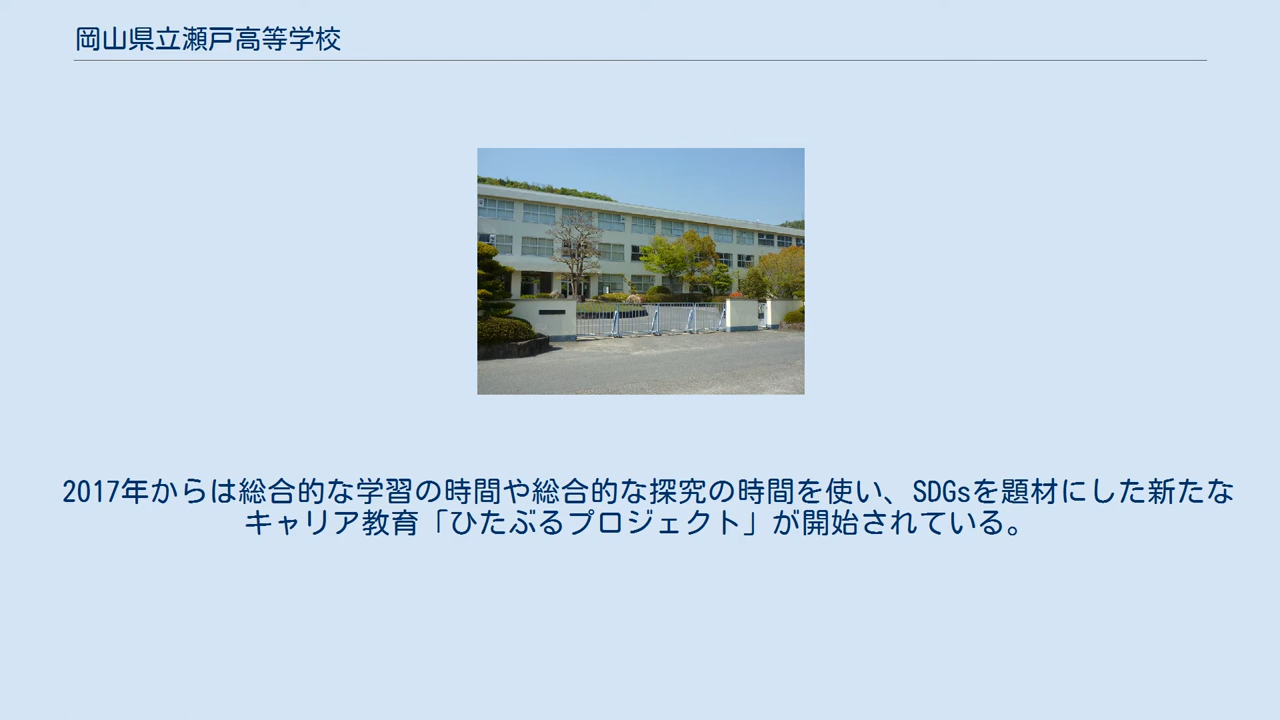 岡山県立瀬戸高等学校
2017年からは総合的な学習の時間や総合的な探究の時間を使い、SDGsを題材にした新たな
キャリア教育「ひたぶるプロジェクト」が開始されている。